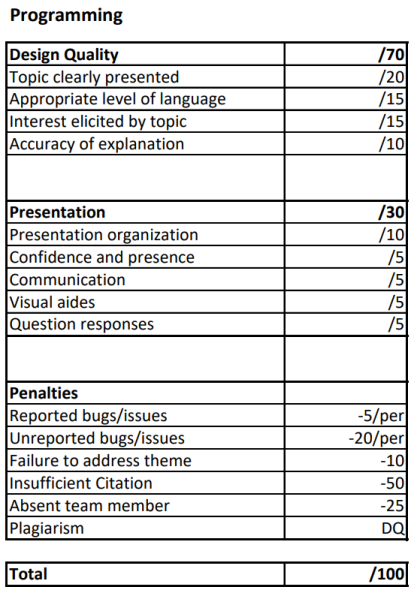 Programming
Design Quality /70
Topic clearly presented /20
Appropriate level of language /15
Interest elicited by topic /15
Accuracy of explanation /10
Presentation /30
Presentation organization /10
Confidence and presence /5
Communication /5
Visual aides /5
Question responses /5
Penalties
Reported bugs/issues -5/per
Unreported bugs/issues -20/per
Failure to address theme -10
Insufficient Citation -50
Absent team member -25
Plagiarism DQ
Total /100